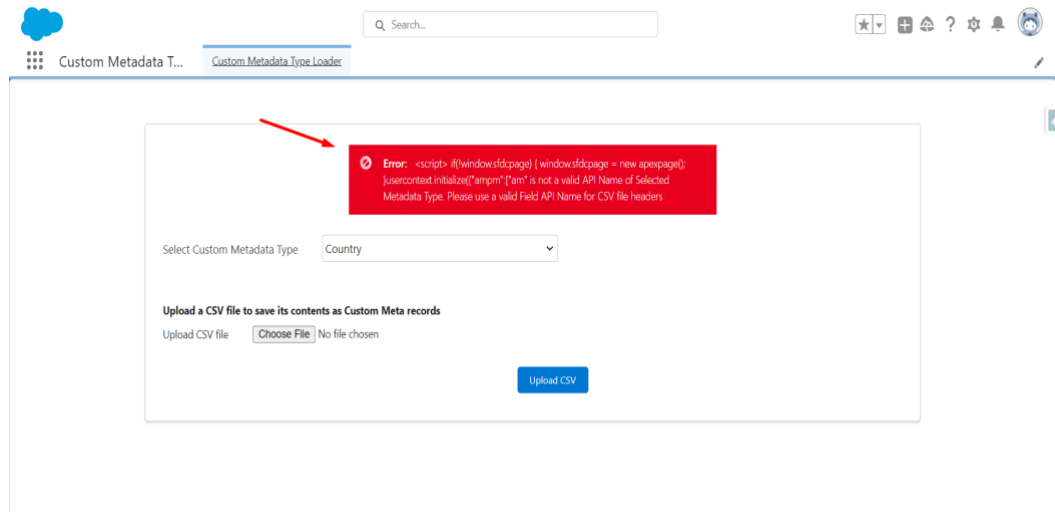 Search...
Custom Metadata T...
Custom Metadata Type Loader
Error: <script> if(!window.sfdcpage) { window.sfdcpage = new apexpage();
}usercontext.initialize({"ampm":["am" is not a valid API Name of Selected
Metadata Type. Please use a valid Field API Name for CSV file headers
Select Custom Metadata Type
Country
Upload a CSV file to save its contents as Custom Meta records
Upload CSV file
Choose File
No file chosen
Upload CSV